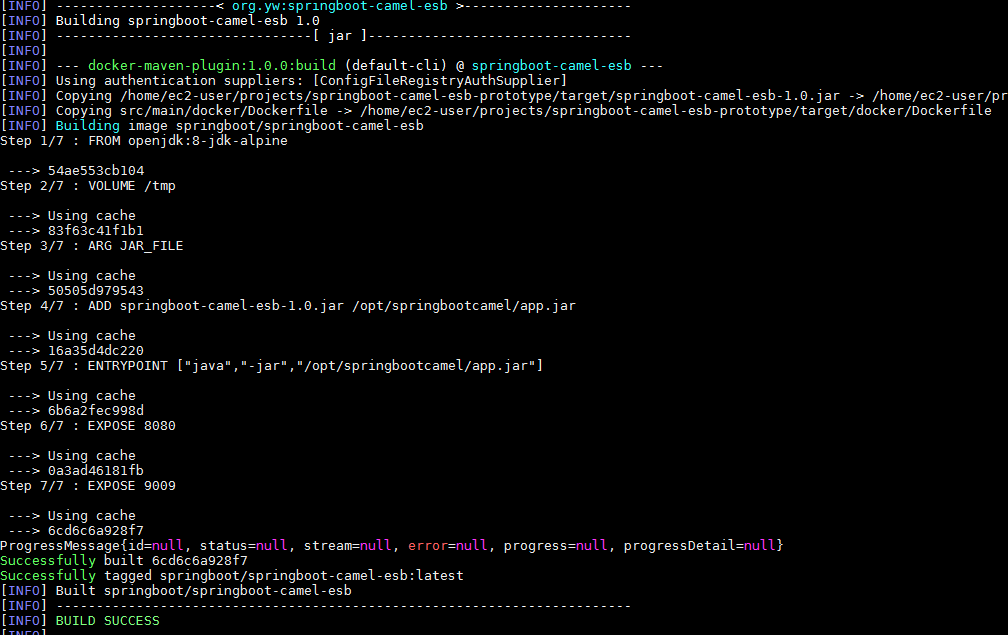 [INFO] --------------------< org.yw:springboot-camel-esb >---------------------
[INFO] Building springboot-camel-esb 1.0
[INFO] --------------------------------[ jar ]---------------------------------
[INFO]
[INFO] --- docker-maven-plugin:1.0.0:build (default-cli) @ springboot-camel-esb ---
[INFO] Using authentication suppliers: [ConfigFileRegistryAuthSupplier]
[INFO] Copying /home/ec2-user/projects/springboot-camel-esb-prototype/target/springboot-camel-esb-1.0.jar -> /home/ec2-user/pr
[INFO] Copying src/main/docker/Dockerfile -> /home/ec2-user/projects/springboot-camel-esb-prototype/target/docker/Dockerfile
[INFO] Building image springboot/springboot-camel-esb
Step 1/7 : FROM openjdk:8-jdk-alpine
 ---> 54ae553cb104
Step 2/7 : VOLUME /tmp
 ---> Using cache
 ---> 83f63c41f1b1
Step 3/7 : ARG JAR_FILE
 ---> Using cache
 ---> 50505d979543
Step 4/7 : ADD springboot-camel-esb-1.0.jar /opt/springbootcamel/app.jar
 ---> Using cache
 ---> 16a35d4dc220
Step 5/7 : ENTRYPOINT ["java","-jar","/opt/springbootcamel/app.jar"]
 ---> Using cache
 ---> 6b6a2fec998d
Step 6/7 : EXPOSE 8080
 ---> Using cache
 ---> 0a3ad46181fb
Step 7/7 : EXPOSE 9009
 ---> Using cache
 ---> 6cd6c6a928f7
ProgressMessage{id=null, status=null, stream=null, error=null, progress=null, progressDetail=null}
Successfully built 6cd6c6a928f7
Successfully tagged springboot/springboot-camel-esb:latest
[INFO] Built springboot/springboot-camel-esb
[INFO] ------------------------------------------------------------------------
[INFO] BUILD SUCCESS
[INFO]